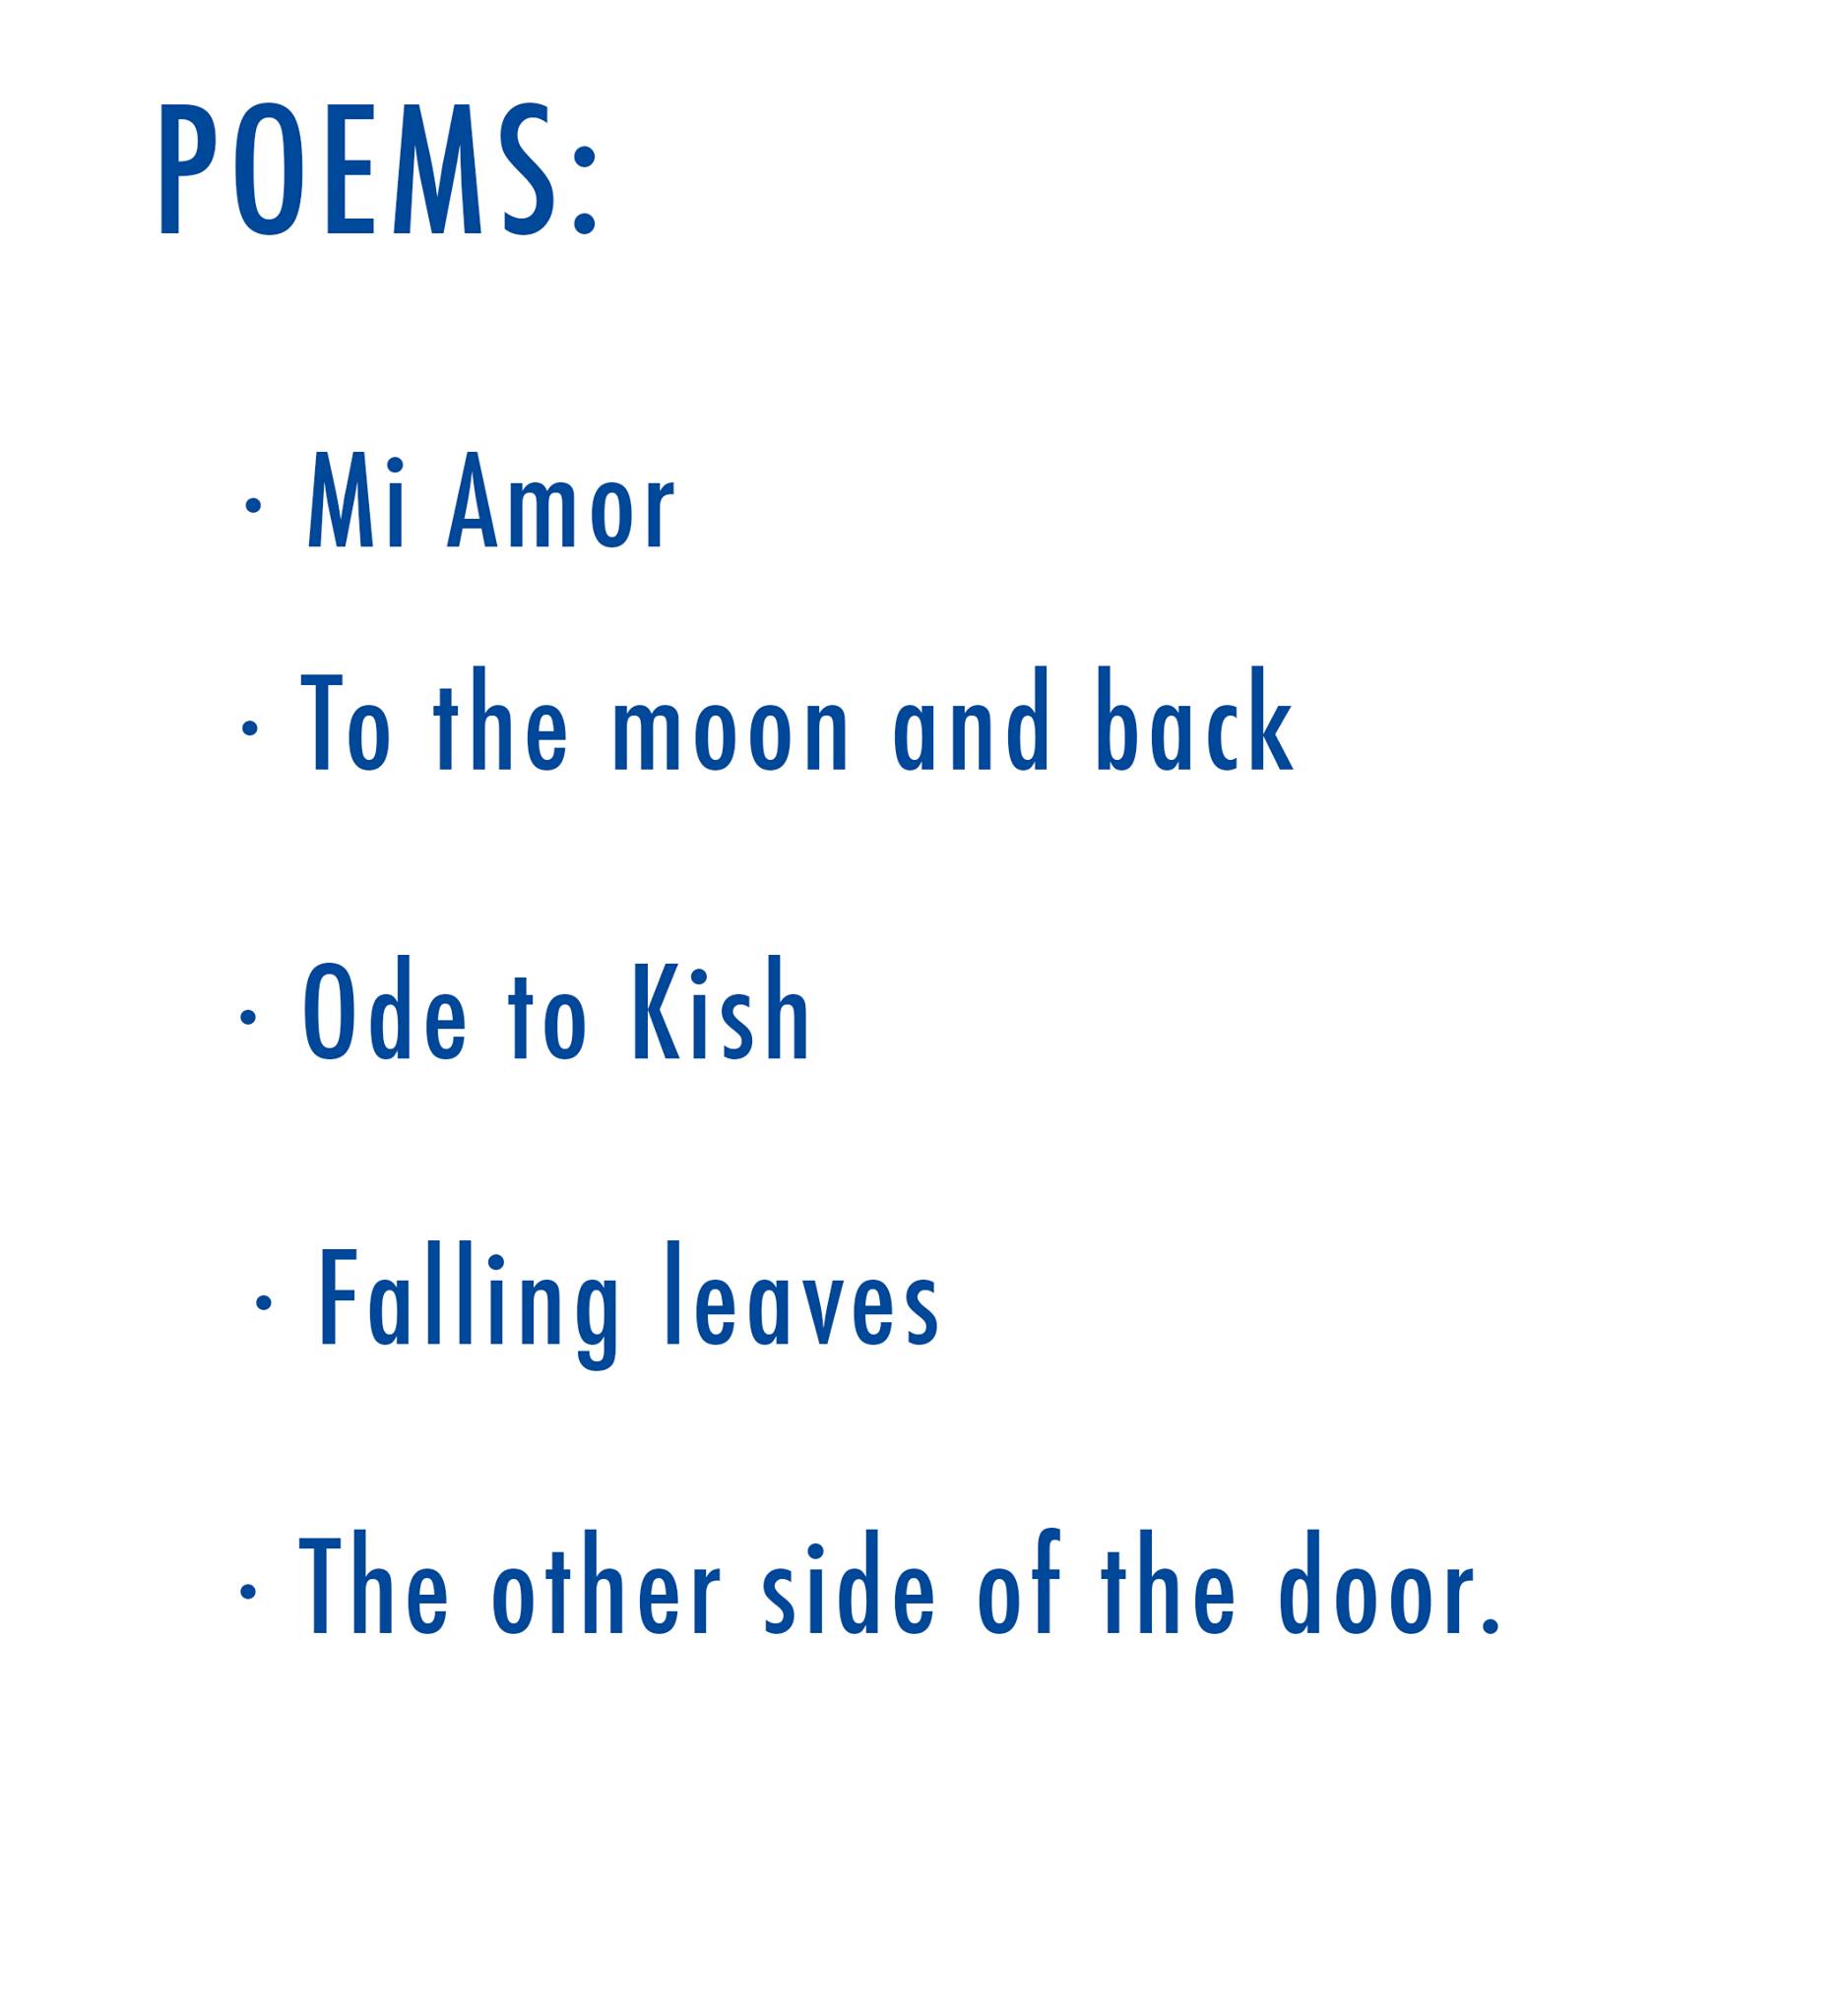 POEMS:
· Mi Amor
· To the moon and back
· Ode to Kish
· Falling leaves
· The other side of the door.